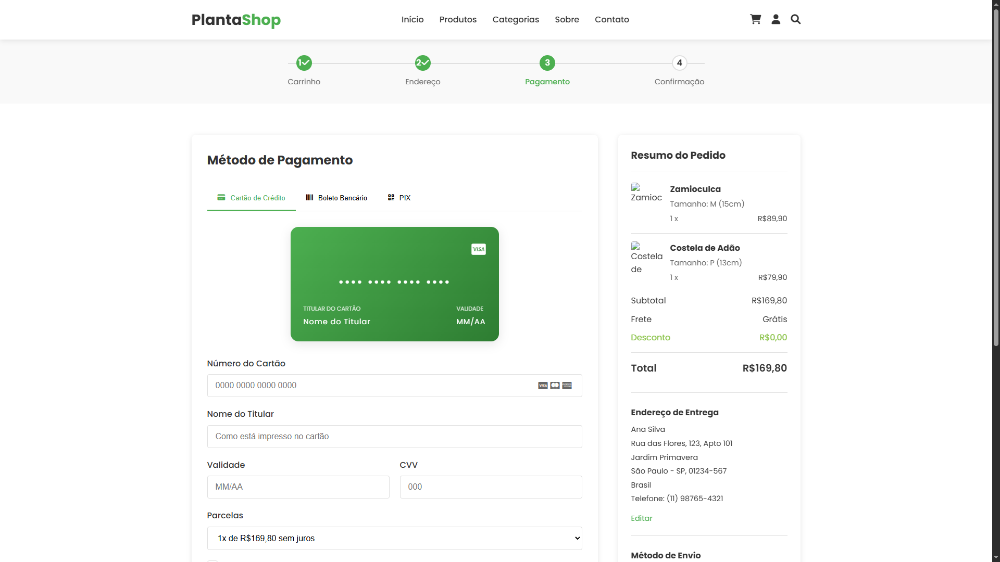 PlantaShop
Início
Produtos
Categorias
Sobre
Contato
1
2
3
4
Carrinho
Endereço
Pagamento
Confirmação
Método de Pagamento
Cartão de Crédito
Boleto Bancário
PIX
VISA
•••• •••• •••• ••••
TITULAR DO CARTÃO
VALIDADE
Nome do Titular
MM/AA
Número do Cartão
0000 0000 0000 0000
VISA
Nome do Titular
Como está impresso no cartão
Validade
CVV
MM/AA
000
Parcelas
1x de R$169,80 sem juros
Resumo do Pedido
Zamioc
Zamioculca
Tamanho: M (15cm)
1 x
R$89,90
Costela
de
Costela de Adão
Tamanho: P (13cm)
1 x
R$79,90
Subtotal
R$169,80
Frete
Grátis
Desconto
R$0,00
Total
R$169,80
Endereço de Entrega
Ana Silva
Rua das Flores, 123, Apto 101
Jardim Primavera
São Paulo - SP, 01234-567
Brasil
Telefone: (11) 98765-4321
Editar
Método de Envio